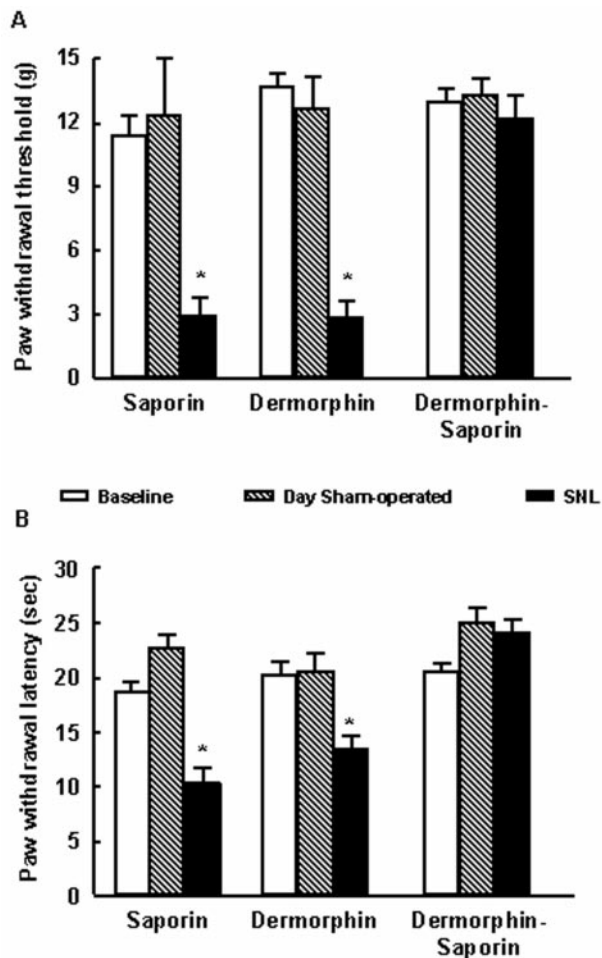 A
Paw withdrawal threshold (g)
15
12
9
6
3
0
*
*
Saporin
Dermorphin
Dermorphin-
Saporin
Baseline
Day Sham-operated
SNL
B
Paw withdrawal latency (sec)
30
25
20
15
10
5
0
*
*
Saporin
Dermorphin
Dermorphin-
Saporin